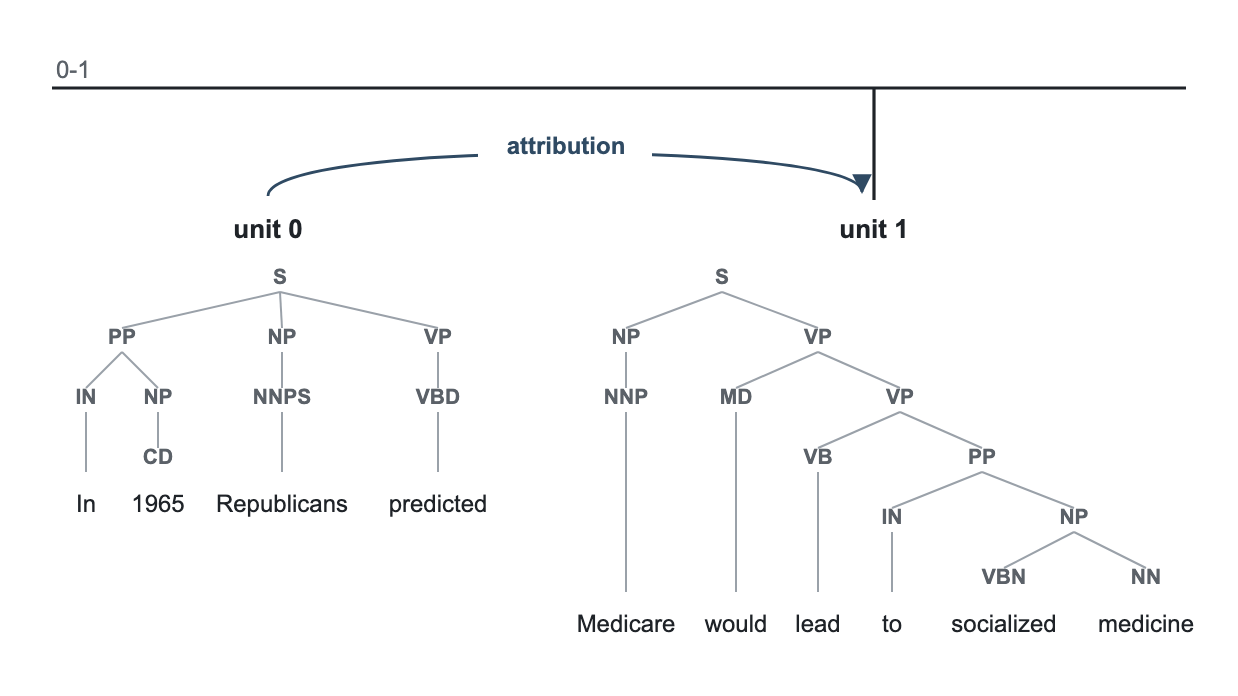 0-1
attribution
unit 0 unit 1
S S
PP NP VP NP VP
IN NP NNPS VBD NNP MD VP
CD VB PP
In 1965 Republicans predicted IN NP
VBN NN
Medicare would lead to socialized medicine